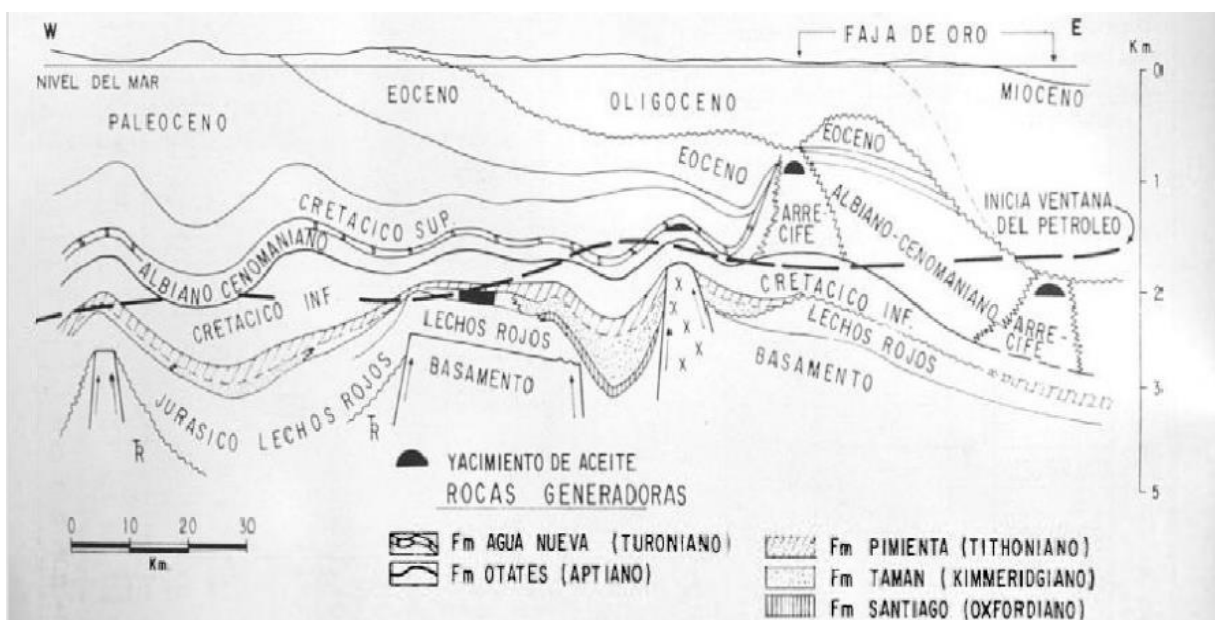 W
E
FAJA DE ORO
Km.
NIVEL DEL MAR
0
PALEOCENO
EOCENO
OLIGOCENO
MIOCENO
EOCENO
EOCENO
1
CRETACICO SUP.
ALBIANO CENOMANIANO
ARRE-
CIFE
ALBIANO-CENOMANIANO
INICIA VENTANA
DEL PETROLEO
CRETACICO INF.
CRETACICO INF.
2
LECHOS ROJOS
LECHOS ROJOS
ARRE-
CIFE
X
X
X
X
X
BASAMENTO
BASAMENTO
3
JURASICO
LECHOS ROJOS
TR
TR
YACIMIENTO DE ACEITE
5
ROCAS GENERADORAS
0 10 20 30
Km.
Fm AGUA NUEVA (TURONIANO)
Fm OTATES (APTIANO)
Fm PIMIENTA (TITHONIANO)
Fm TAMAN (KIMMERIDGIANO)
Fm SANTIAGO (OXFORDIANO)